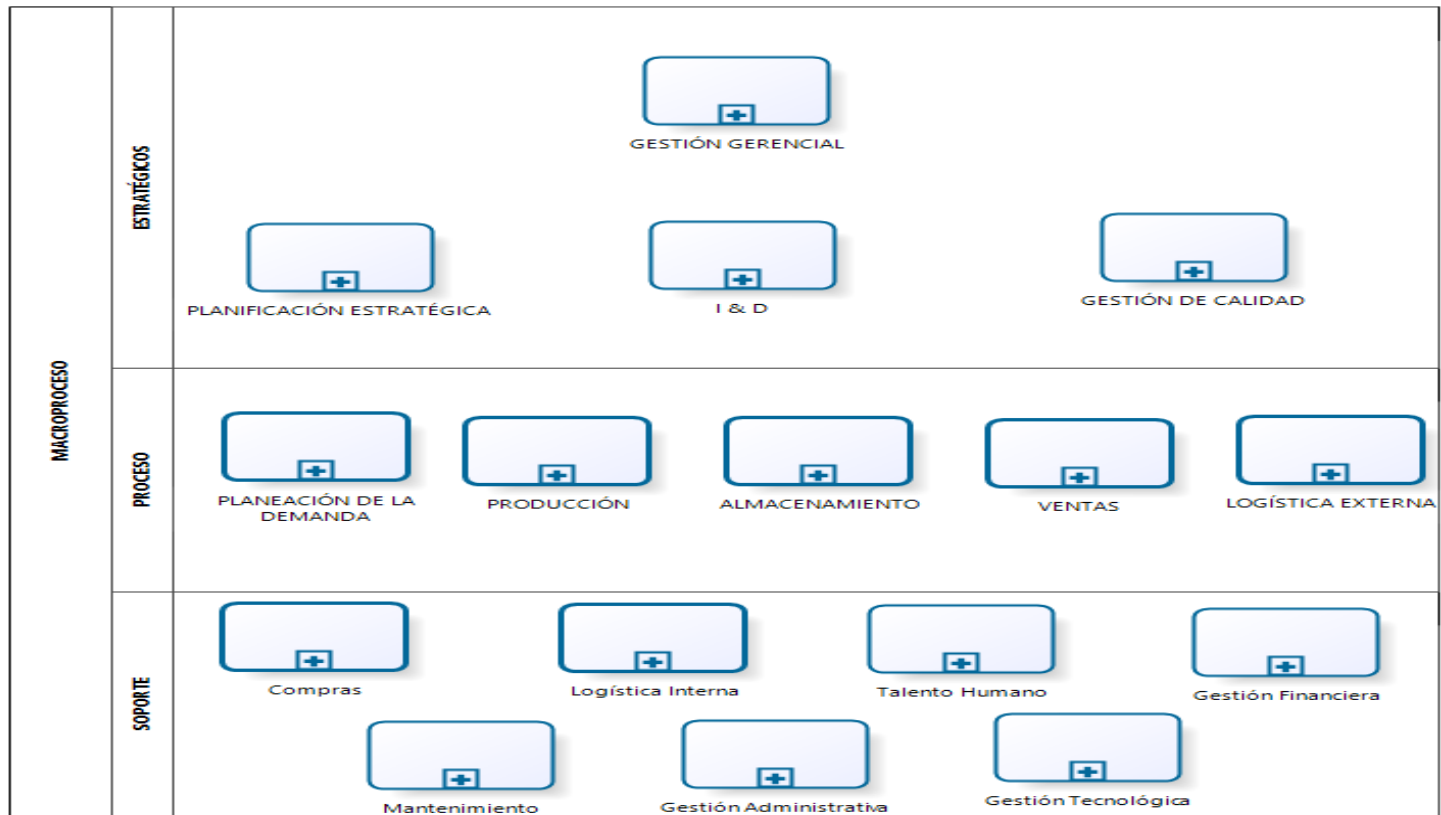 MACROPROCESO
ESTRATÉGICOS
GESTIÓN GERENCIAL
PLANIFICACIÓN ESTRATÉGICA
I & D
GESTIÓN DE CALIDAD
PROCESO
PLANEACIÓN DE LA
DEMANDA
PRODUCCIÓN
ALMACENAMIENTO
VENTAS
LOGÍSTICA EXTERNA
SOPORTE
Compras
Logística Interna
Talento Humano
Gestión Financiera
Mantenimiento
Gestión Administrativa
Gestión Tecnológica